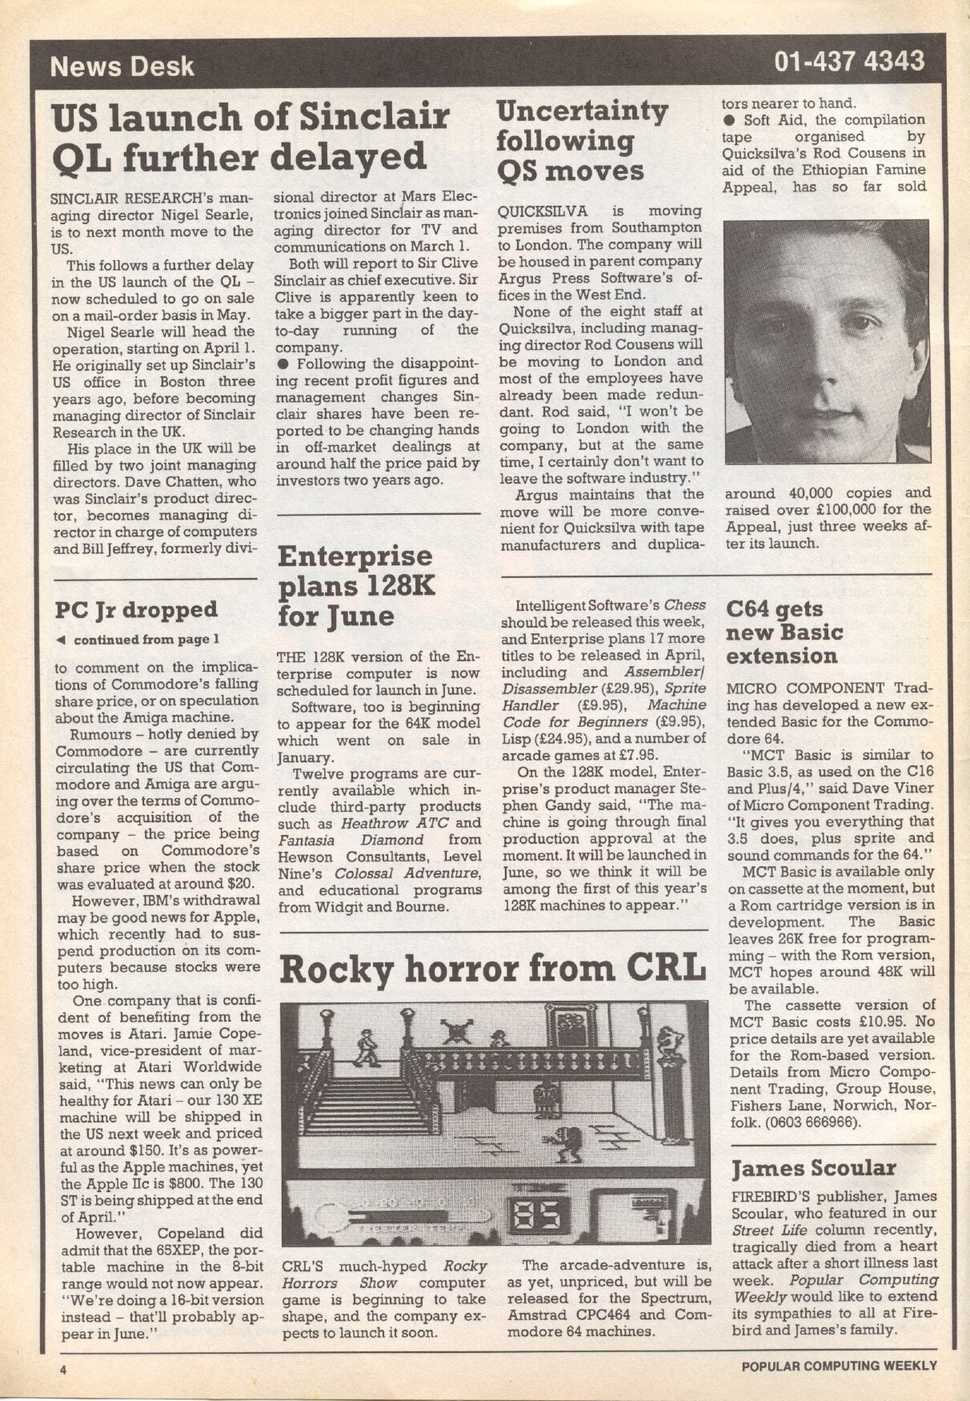 News Desk
01-437 4343
US launch of Sinclair
QL further delayed
SINCLAIR RESEARCH's man-
aging director Nigel Searle,
is to next month move to the
US.
This follows a further delay
in the US launch of the QL –
now scheduled to go on sale
on a mail-order basis in May.
Nigel Searle will head the
operation, starting on April 1.
He originally set up Sinclair's
US office in Boston three
years ago, before becoming
managing director of Sinclair
Research in the UK.
His place in the UK will be
filled by two joint managing
directors. Dave Chatten, who
was Sinclair's product direc-
tor, becomes managing di-
rector in charge of computers
and Bill Jeffrey, formerly divi-
sional director at Mars Elec-
tronics joined Sinclair as man-
aging director for TV and
communications on March 1.
Both will report to Sir Clive
Sinclair as chief executive. Sir
Clive is apparently keen to
take a bigger part in the day-
to-day running of the
company.
● Following the disappoint-
ing recent profit figures and
management changes Sin-
clair shares have been re-
ported to be changing hands
in off-market dealings at
around half the price paid by
investors two years ago.
Uncertainty
following
QS moves
QUICKSILVA is moving
premises from Southampton
to London. The company will
be housed in parent company
Argus Press Software's of-
fices in the West End.
None of the eight staff at
Quicksilva, including manag-
ing director Rod Cousens will
be moving to London and
most of the employees have
already been made redun-
dant. Rod said, "I won't be
going to London with the
company, but at the same
time, I certainly don't want to
leave the software industry."
Argus maintains that the
move will be more conve-
nient for Quicksilva with tape
manufacturers and duplica-
tors nearer to hand.
● Soft Aid, the compilation
tape organised by
Quicksilva's Rod Cousens in
aid of the Ethiopian Famine
Appeal, has so far sold
around 40,000 copies and
raised over £100,000 for the
Appeal, just three weeks af-
ter its launch.
PC Jr dropped
◄ continued from page 1
to comment on the implica-
tions of Commodore's falling
share price, or on speculation
about the Amiga machine.
Rumours – hotly denied by
Commodore – are currently
circulating the US that Com-
modore and Amiga are argu-
ing over the terms of Commo-
dore's acquisition of the
company – the price being
based on Commodore's
share price when the stock
was evaluated at around $20.
However, IBM's withdrawal
may be good news for Apple,
which recently had to sus-
pend production on its com-
puters because stocks were
too high.
One company that is confi-
dent of benefiting from the
moves is Atari. Jamie Cope-
land, vice-president of mar-
keting at Atari Worldwide
said, "This news can only be
healthy for Atari – our 130 XE
machine will be shipped in
the US next week and priced
at around $150. It's as power-
ful as the Apple machines, yet
the Apple IIc is $800. The 130
ST is being shipped at the end
of April."
However, Copeland did
admit that the 65XEP, the por-
table machine in the 8-bit
range would not now appear.
"We're doing a 16-bit version
instead – that'll probably ap-
pear in June."
Enterprise
plans 128K
for June
THE 128K version of the En-
terprise computer is now
scheduled for launch in June.
Software, too is beginning
to appear for the 64K model
which went on sale in
January.
Twelve programs are cur-
rently available which in-
clude third-party products
such as Heathrow ATC and
Fantasia Diamond from
Hewson Consultants, Level
Nine's Colossal Adventure,
and educational programs
from Widgit and Bourne.
Intelligent Software's Chess
should be released this week,
and Enterprise plans 17 more
titles to be released in April,
including and Assembler/
Disassembler (£29.95), Sprite
Handler (£9.95), Machine
Code for Beginners (£9.95),
Lisp (£24.95), and a number of
arcade games at £7.95.
On the 128K model, Enter-
prise's product manager Ste-
phen Gandy said, "The ma-
chine is going through final
production approval at the
moment. It will be launched in
June, so we think it will be
among the first of this year's
128K machines to appear."
C64 gets
new Basic
extension
MICRO COMPONENT Trad-
ing has developed a new ex-
tended Basic for the Commo-
dore 64.
"MCT Basic is similar to
Basic 3.5, as used on the C16
and Plus/4," said Dave Viner
of Micro Component Trading.
"It gives you everything that
3.5 does, plus sprite and
sound commands for the 64."
MCT Basic is available only
on cassette at the moment, but
a Rom cartridge version is in
development. The Basic
leaves 26K free for program-
ming – with the Rom version,
MCT hopes around 48K will
be available.
The cassette version of
MCT Basic costs £10.95. No
price details are yet available
for the Rom-based version.
Details from Micro Compo-
nent Trading, Group House,
Fishers Lane, Norwich, Nor-
folk. (0603 666966).
Rocky horror from CRL
TIME
85
CRL'S much-hyped Rocky
Horrors Show computer
game is beginning to take
shape, and the company ex-
pects to launch it soon.
The arcade-adventure is,
as yet, unpriced, but will be
released for the Spectrum,
Amstrad CPC464 and Com-
modore 64 machines.
James Scoular
FIREBIRD'S publisher, James
Scoular, who featured in our
Street Life column recently,
tragically died from a heart
attack after a short illness last
week. Popular Computing
Weekly would like to extend
its sympathies to all at Fire-
bird and James's family.
4
POPULAR COMPUTING WEEKLY